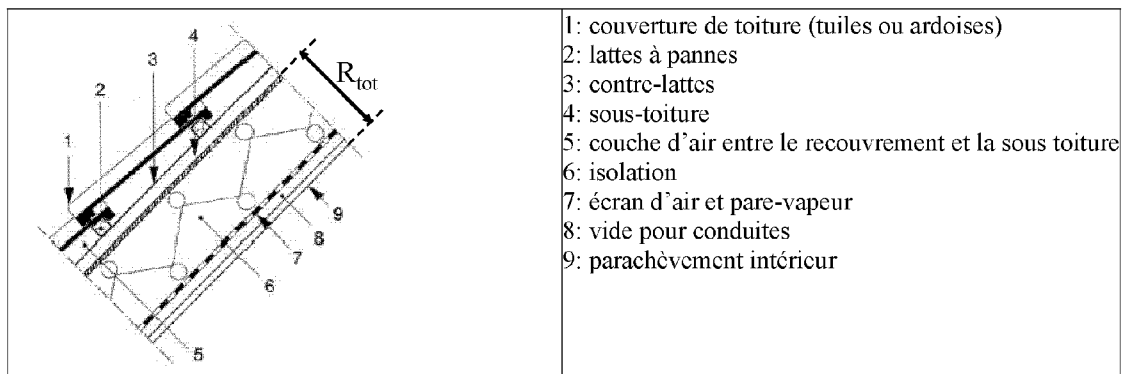 4
3
2
1
R_tot
9
8
7
6
5
1: couverture de toiture (tuiles ou ardoises)
2: lattes à pannes
3: contre-lattes
4: sous-toiture
5: couche d'air entre le recouvrement et la sous toiture
6: isolation
7: écran d'air et pare-vapeur
8: vide pour conduites
9: parachèvement intérieur